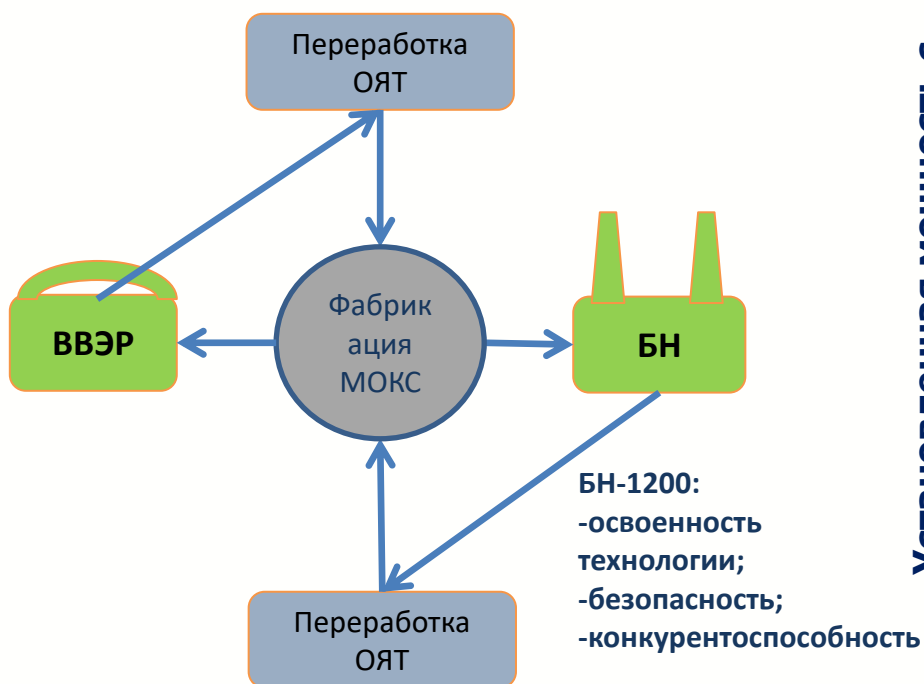 Переработка
ОЯТ
Фабрик
ация
МОКС
ВВЭР
БН
БН-1200:
-освоенность
технологии;
-безопасность;
-конкурентоспособность
Переработка
ОЯТ